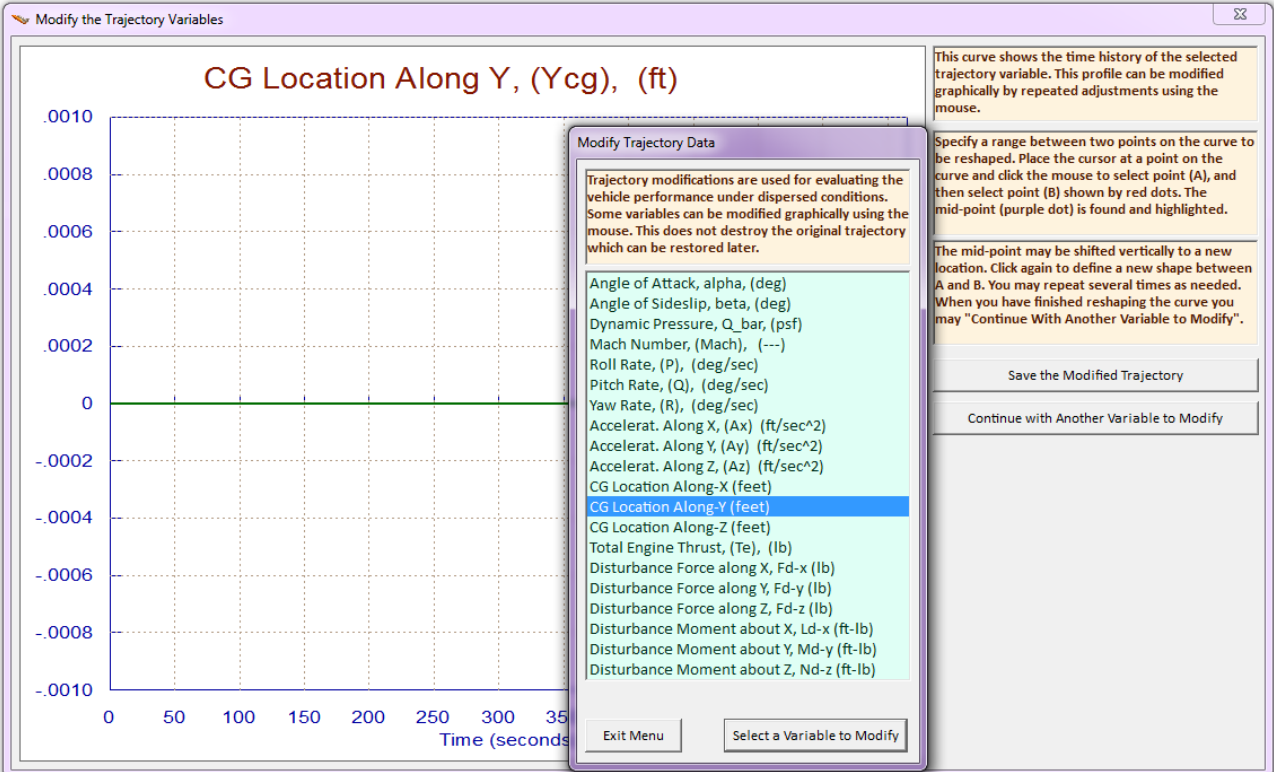 Modify the Trajectory Variables
CG Location Along Y, (Ycg), (ft)
.0010
.0008
.0006
.0004
.0002
0
-.0002
-.0004
-.0006
-.0008
-.0010
0 50 100 150 200 250 300 35
Time (seconds
Modify Trajectory Data
Trajectory modifications are used for evaluating the
vehicle performance under dispersed conditions.
Some variables can be modified graphically using the
mouse. This does not destroy the original trajectory
which can be restored later.
Angle of Attack, alpha, (deg)
Angle of Sideslip, beta, (deg)
Dynamic Pressure, Q_bar, (psf)
Mach Number, (Mach), (---)
Roll Rate, (P), (deg/sec)
Pitch Rate, (Q), (deg/sec)
Yaw Rate, (R), (deg/sec)
Accelerat. Along X, (Ax) (ft/sec^2)
Accelerat. Along Y, (Ay) (ft/sec^2)
Accelerat. Along Z, (Az) (ft/sec^2)
CG Location Along-X (feet)
CG Location Along-Y (feet)
CG Location Along-Z (feet)
Total Engine Thrust, (Te), (lb)
Disturbance Force along X, Fd-x (lb)
Disturbance Force along Y, Fd-y (lb)
Disturbance Force along Z, Fd-z (lb)
Disturbance Moment about X, Ld-x (ft-lb)
Disturbance Moment about Y, Md-y (ft-lb)
Disturbance Moment about Z, Nd-z (ft-lb)
Exit Menu
Select a Variable to Modify
This curve shows the time history of the selected
trajectory variable. This profile can be modified
graphically by repeated adjustments using the
mouse.
Specify a range between two points on the curve to
be reshaped. Place the cursor at a point on the
curve and click the mouse to select point (A), and
then select point (B) shown by red dots. The
mid-point (purple dot) is found and highlighted.
The mid-point may be shifted vertically to a new
location. Click again to define a new shape between
A and B. You may repeat several times as needed.
When you have finished reshaping the curve you
may "Continue With Another Variable to Modify".
Save the Modified Trajectory
Continue with Another Variable to Modify